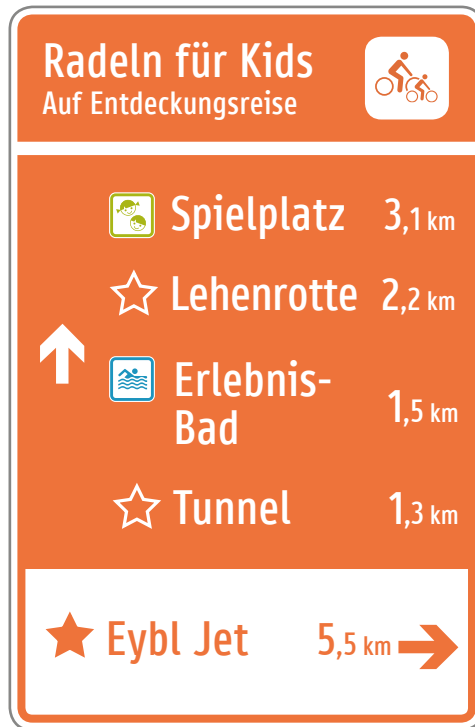 Radeln für Kids
Auf Entdeckungsreise
Spielplatz 3,1 km
Lehenrotte 2,2 km
Erlebnis-
Bad 1,5 km
Tunnel 1,3 km
Eybl Jet 5,5 km